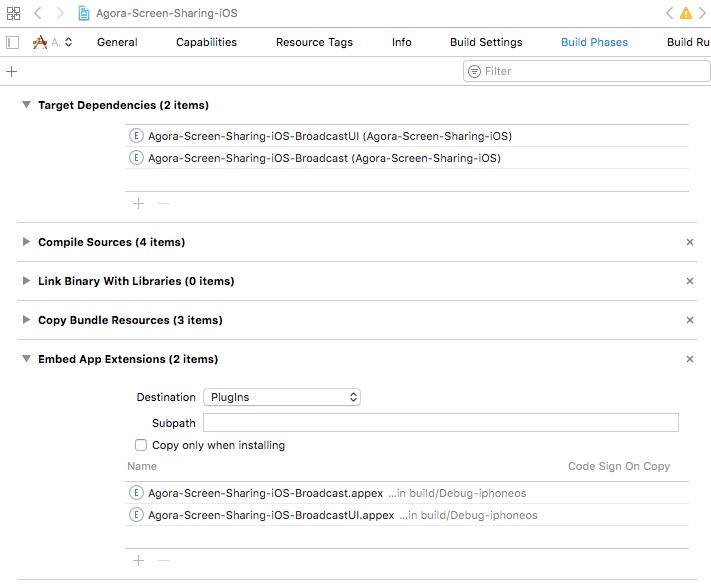 Agora-Screen-Sharing-iOS
A... General Capabilities Resource Tags Info Build Settings Build Phases Build Ru
Filter
Target Dependencies (2 items)
E Agora-Screen-Sharing-iOS-BroadcastUI (Agora-Screen-Sharing-iOS)
E Agora-Screen-Sharing-iOS-Broadcast (Agora-Screen-Sharing-iOS)
Compile Sources (4 items)
Link Binary With Libraries (0 items)
Copy Bundle Resources (3 items)
Embed App Extensions (2 items)
Destination PlugIns
Subpath
Copy only when installing
Name Code Sign On Copy
E Agora-Screen-Sharing-iOS-Broadcast.appex ...in build/Debug-iphoneos
E Agora-Screen-Sharing-iOS-BroadcastUI.appex ...in build/Debug-iphoneos